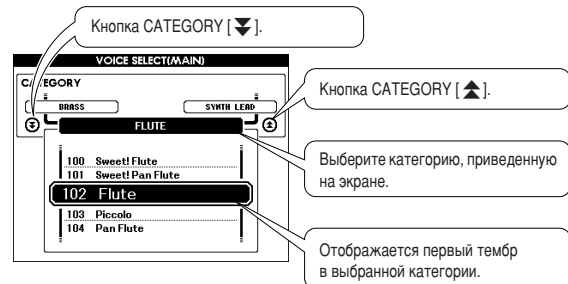 Кнопка CATEGORY [ ].
VOICE SELECT(MAIN)
CATEGORY
BRASS
SYNTH LEAD
FLUTE
Кнопка CATEGORY [ ].
100 Sweet! Flute
101 Sweet! Pan Flute
102 Flute
103 Piccolo
104 Pan Flute
Выберите категорию, приведенную
на экране.
Отображается первый тембр
в выбранной категории.